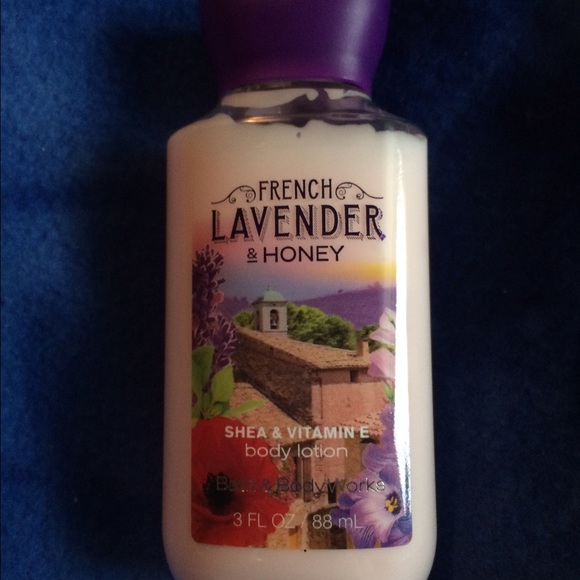 FRENCH
LAVENDER
& HONEY
SHEA & VITAMIN E
body lotion
Bath & Body Works
3 FL OZ / 88 mL